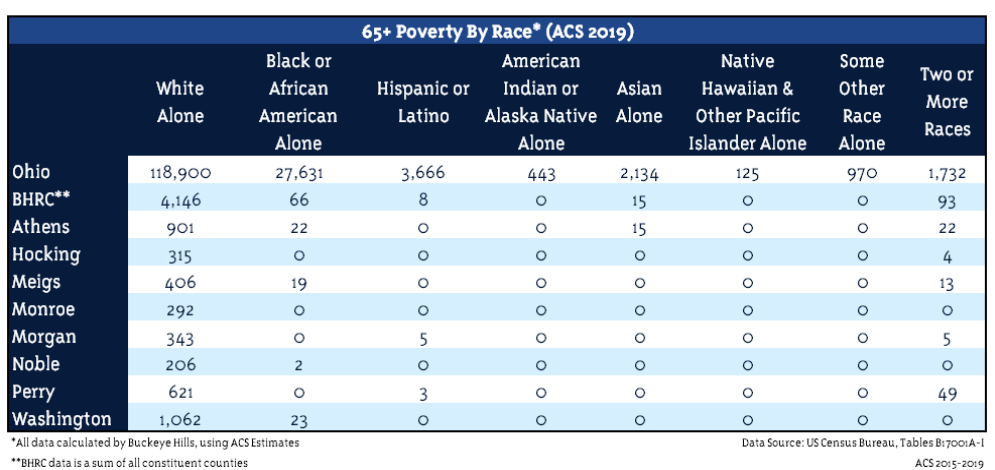 65+ Poverty By Race* (ACS 2019)
White Alone Black or African American Alone Hispanic or Latino American Indian or Alaska Native Alone Asian Alone Native Hawaiian & Other Pacific Islander Alone Some Other Race Alone Two or More Races
Ohio 118,900 27,631 3,666 443 2,134 125 970 1,732
BHRC** 4,146 66 8 0 15 0 0 93
Athens 901 22 0 0 15 0 0 22
Hocking 315 0 0 0 0 0 0 4
Meigs 406 19 0 0 0 0 0 13
Monroe 292 0 0 0 0 0 0 0
Morgan 343 0 5 0 0 0 0 5
Noble 206 2 0 0 0 0 0 0
Perry 621 0 3 0 0 0 0 49
Washington 1,062 23 0 0 0 0 0 0
*All data calculated by Buckeye Hills, using ACS Estimates
Data Source: US Census Bureau, Tables B17001A-I
**BHRC data is a sum of all constituent counties
ACS 2015-2019